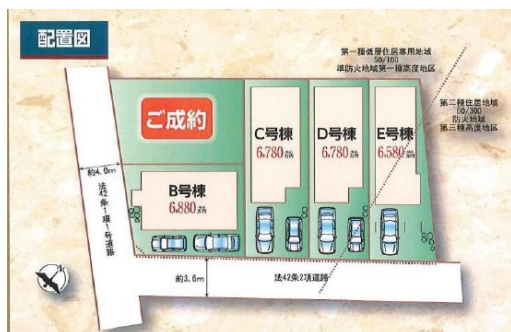 配置図
第一種低層住居専用地域
50/100
準防火地域第一種高度地区
第二種住居地域
60/300
防火地域
第三種高度地区
ご成約
C号棟
6,780万円
D号棟
6,780万円
E号棟
6,580万円
B号棟
6,880万円
約4.0m
法42条1項1号道路
約3.6m
法42条2項道路